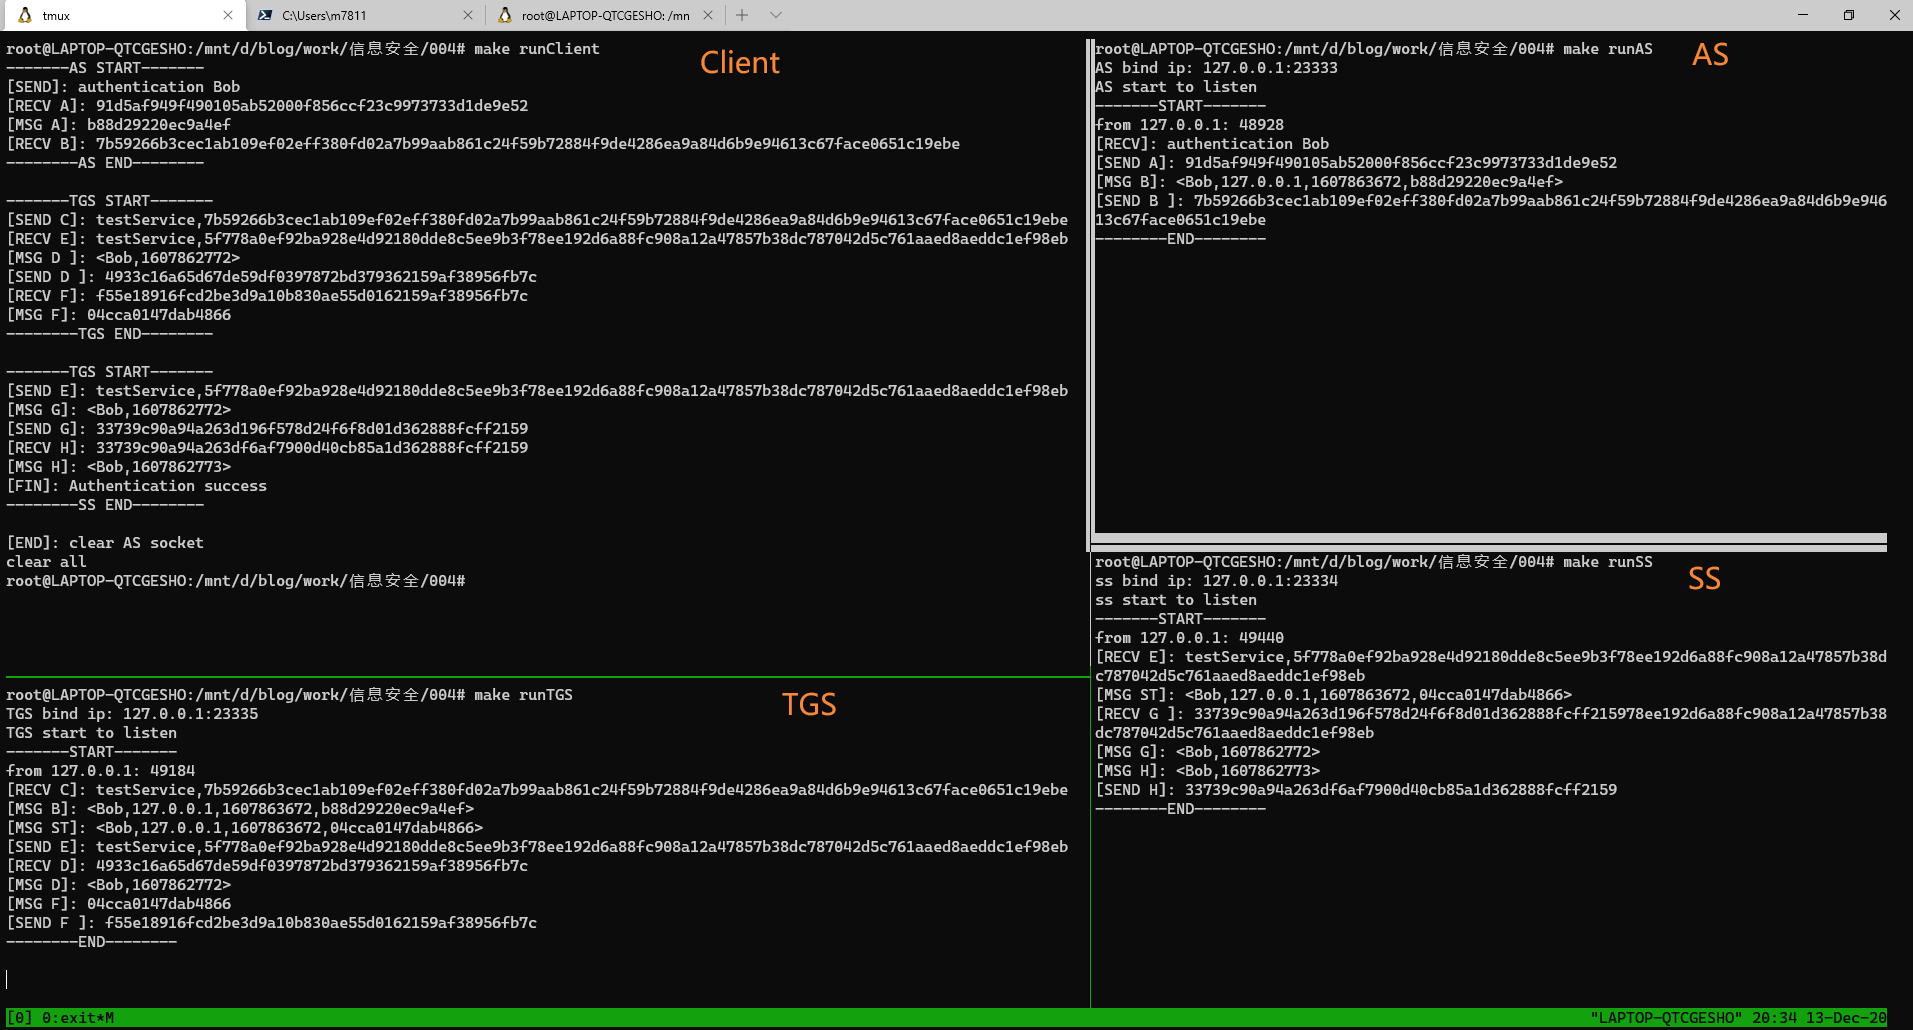 tmux
C:\Users\m7811
root@LAPTOP-QTCGESHO: /mn
root@LAPTOP-QTCGESHO:/mnt/d/blog/work/信息安全/004# make runClient
Client
-------AS START-------
[SEND]: authentication Bob
[RECV A]: 91d5af949f490105ab52000f856ccf23c9973733d1de9e52
[MSG A]: b88d29220ec9a4ef
[RECV B]: 7b59266b3cec1ab109ef02eff380fd02a7b99aab861c24f59b72884f9de4286ea9a84d6b9e94613c67face0651c19ebe
--------AS END--------
-------TGS START-------
[SEND C]: testService,7b59266b3cec1ab109ef02eff380fd02a7b99aab861c24f59b72884f9de4286ea9a84d6b9e94613c67face0651c19ebe
[RECV E]: testService,5f778a0ef92ba928e4d92180dde8c5ee9b3f78ee192d6a88fc908a12a47857b38dc787042d5c761aaed8aeddc1ef98eb
[MSG D ]: <Bob,1607862772>
[SEND D ]: 4933c16a65d67de59df0397872bd379362159af38956fb7c
[RECV F]: f55e18916fcd2be3d9a10b830ae55d0162159af38956fb7c
[MSG F]: 04cca0147dab4866
--------TGS END--------
-------TGS START-------
[SEND E]: testService,5f778a0ef92ba928e4d92180dde8c5ee9b3f78ee192d6a88fc908a12a47857b38dc787042d5c761aaed8aeddc1ef98eb
[MSG G]: <Bob,1607862772>
[SEND G]: 33739c90a94a263d196f578d24f6f8d01d362888fcff2159
[RECV H]: 33739c90a94a263df6af7900d40cb85a1d362888fcff2159
[MSG H]: <Bob,1607862773>
[FIN]: Authentication success
--------SS END--------
[END]: clear AS socket
clear all
root@LAPTOP-QTCGESHO:/mnt/d/blog/work/信息安全/004#
root@LAPTOP-QTCGESHO:/mnt/d/blog/work/信息安全/004# make runTGS
TGS
TGS bind ip: 127.0.0.1:23335
TGS start to listen
-------START-------
from 127.0.0.1: 49184
[RECV C]: testService,7b59266b3cec1ab109ef02eff380fd02a7b99aab861c24f59b72884f9de4286ea9a84d6b9e94613c67face0651c19ebe
[MSG B]: <Bob,127.0.0.1,1607863672,b88d29220ec9a4ef>
[MSG ST]: <Bob,127.0.0.1,1607863672,04cca0147dab4866>
[SEND E]: testService,5f778a0ef92ba928e4d92180dde8c5ee9b3f78ee192d6a88fc908a12a47857b38dc787042d5c761aaed8aeddc1ef98eb
[RECV D]: 4933c16a65d67de59df0397872bd379362159af38956fb7c
[MSG D]: <Bob,1607862772>
[MSG F]: 04cca0147dab4866
[SEND F ]: f55e18916fcd2be3d9a10b830ae55d0162159af38956fb7c
--------END--------
root@LAPTOP-QTCGESHO:/mnt/d/blog/work/信息安全/004# make runAS
AS
AS bind ip: 127.0.0.1:23333
AS start to listen
-------START-------
from 127.0.0.1: 48928
[RECV]: authentication Bob
[SEND A]: 91d5af949f490105ab52000f856ccf23c9973733d1de9e52
[MSG B]: <Bob,127.0.0.1,1607863672,b88d29220ec9a4ef>
[SEND B ]: 7b59266b3cec1ab109ef02eff380fd02a7b99aab861c24f59b72884f9de4286ea9a84d6b9e946
13c67face0651c19ebe
--------END--------
root@LAPTOP-QTCGESHO:/mnt/d/blog/work/信息安全/004# make runSS
SS
ss bind ip: 127.0.0.1:23334
ss start to listen
-------START-------
from 127.0.0.1: 49440
[RECV E]: testService,5f778a0ef92ba928e4d92180dde8c5ee9b3f78ee192d6a88fc908a12a47857b38d
c787042d5c761aaed8aeddc1ef98eb
[MSG ST]: <Bob,127.0.0.1,1607863672,04cca0147dab4866>
[RECV G ]: 33739c90a94a263d196f578d24f6f8d01d362888fcff215978ee192d6a88fc908a12a47857b38
dc787042d5c761aaed8aeddc1ef98eb
[MSG G]: <Bob,1607862772>
[MSG H]: <Bob,1607862773>
[SEND H]: 33739c90a94a263df6af7900d40cb85a1d362888fcff2159
--------END--------
[0] 0:exit*M
"LAPTOP-QTCGESHO" 20:34 13-Dec-20